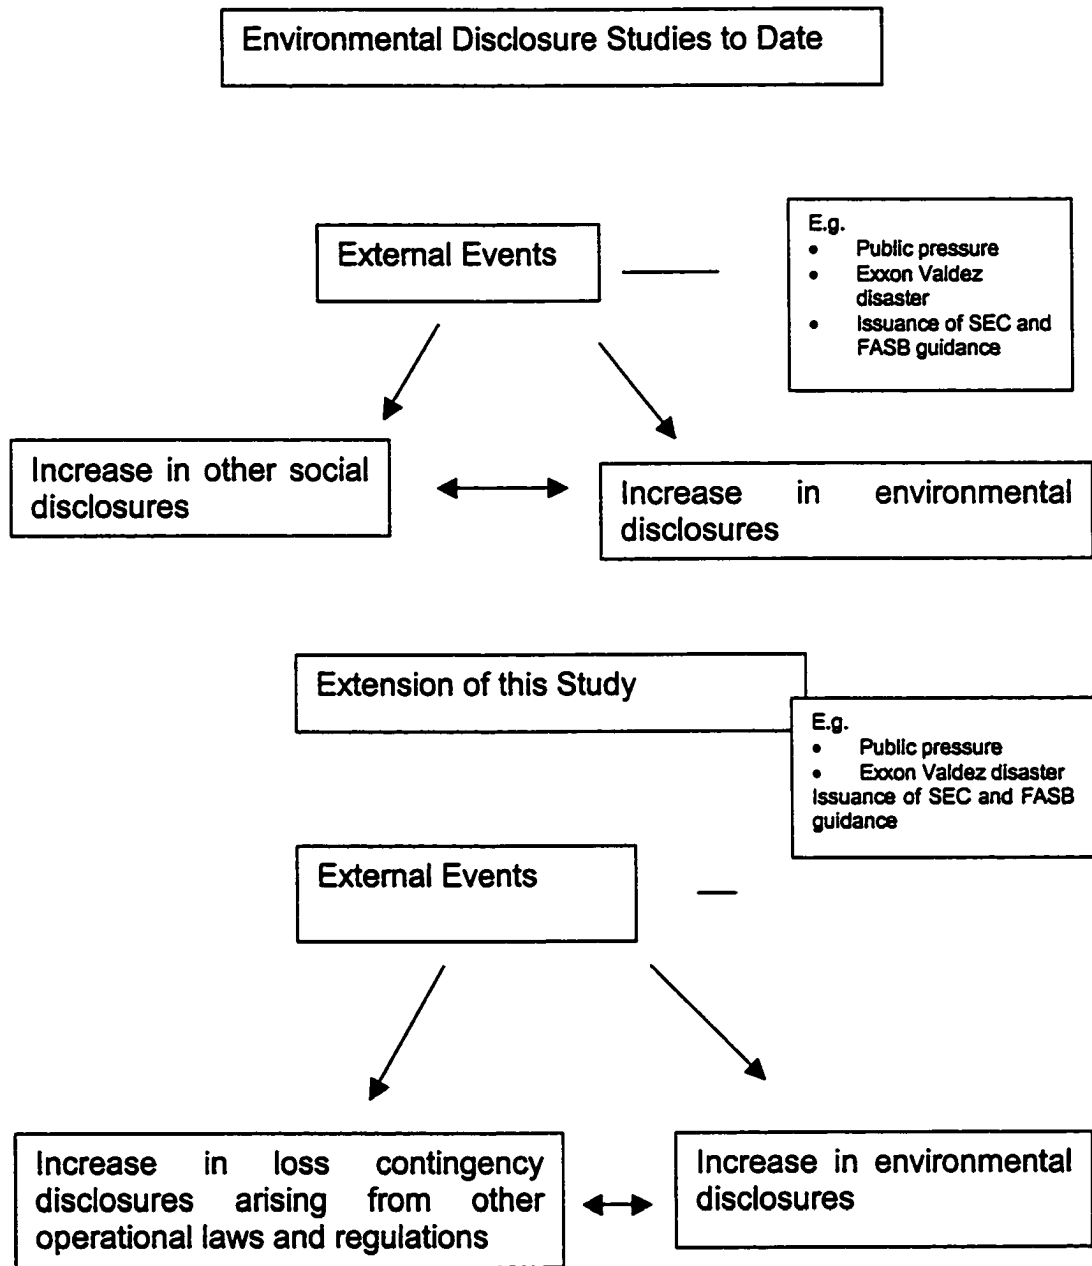 Environmental Disclosure Studies to Date
External Events
E.g.
• Public pressure
• Exxon Valdez
disaster
• Issuance of SEC and
FASB guidance
Increase in other social
disclosures
Increase in environmental
disclosures
Extension of this Study
E.g.
• Public pressure
• Exxon Valdez disaster
Issuance of SEC and FASB
guidance
External Events
Increase in loss contingency
disclosures arising from other
operational laws and regulations
Increase in environmental
disclosures